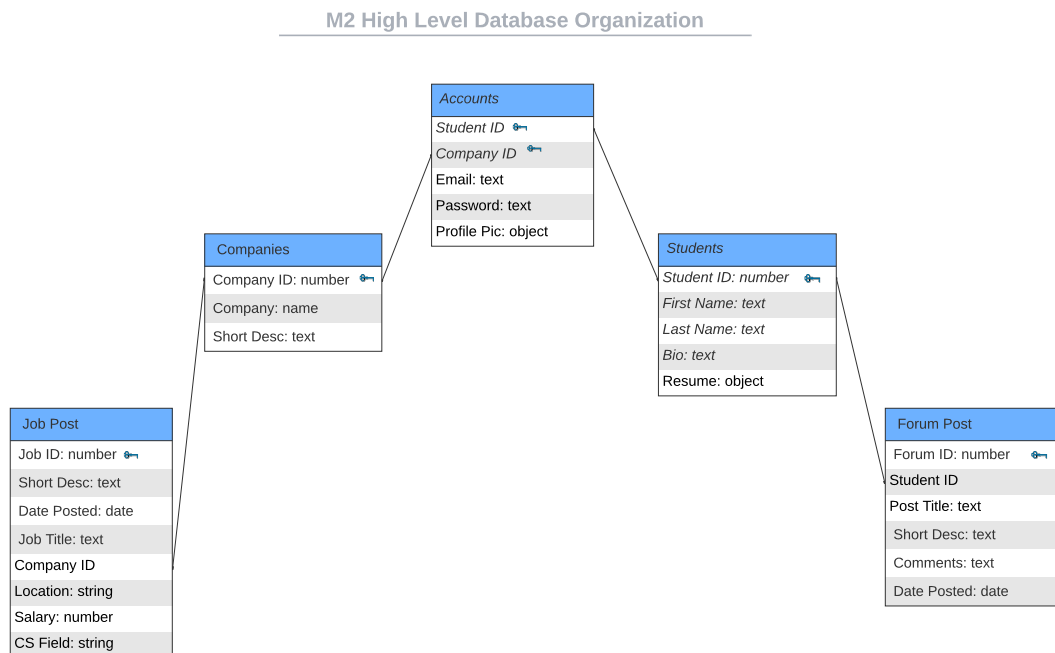 M2 High Level Database Organization
Accounts
Student ID
Company ID
Email: text
Password: text
Profile Pic: object
Companies
Company ID: number
Company: name
Short Desc: text
Students
Student ID: number
First Name: text
Last Name: text
Bio: text
Resume: object
Job Post
Job ID: number
Short Desc: text
Date Posted: date
Job Title: text
Company ID
Location: string
Salary: number
CS Field: string
Forum Post
Forum ID: number
Student ID
Post Title: text
Short Desc: text
Comments: text
Date Posted: date